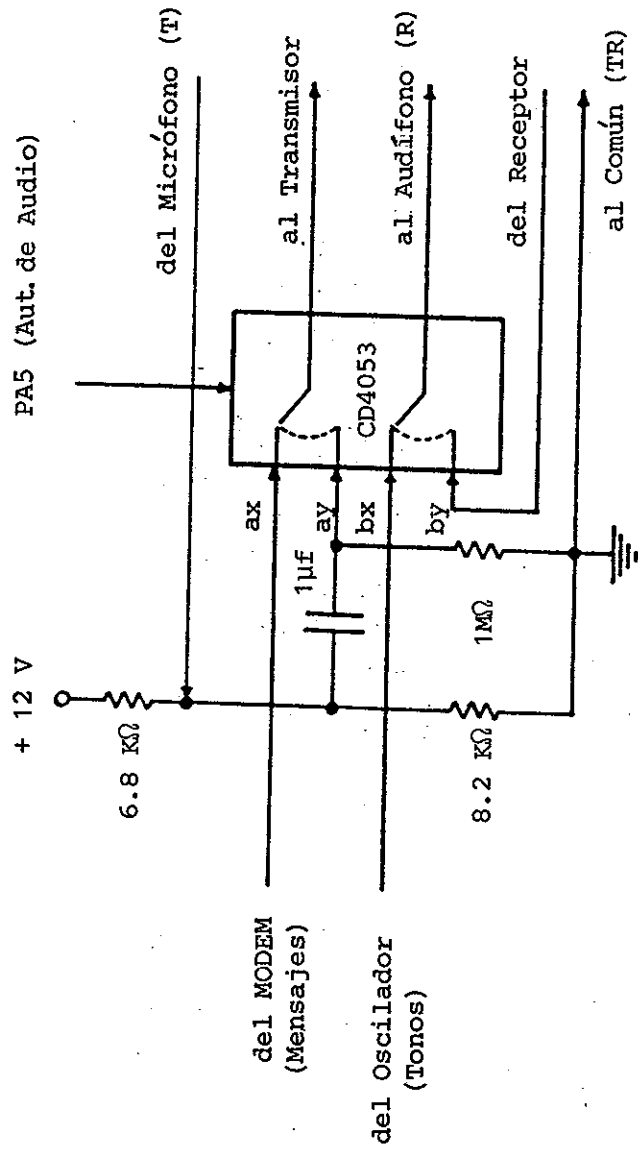 + 12 V
PA5 (Aut. de Audio)
6.8 KΩ
del Micrófono (T)
del MODEM
(Mensajes)
ax
al Transmisor
1μf
ay
CD4053
del Oscilador
(Tonos)
bx
al Audífono (R)
by
8.2 KΩ
1MΩ
del Receptor
al Común (TR)